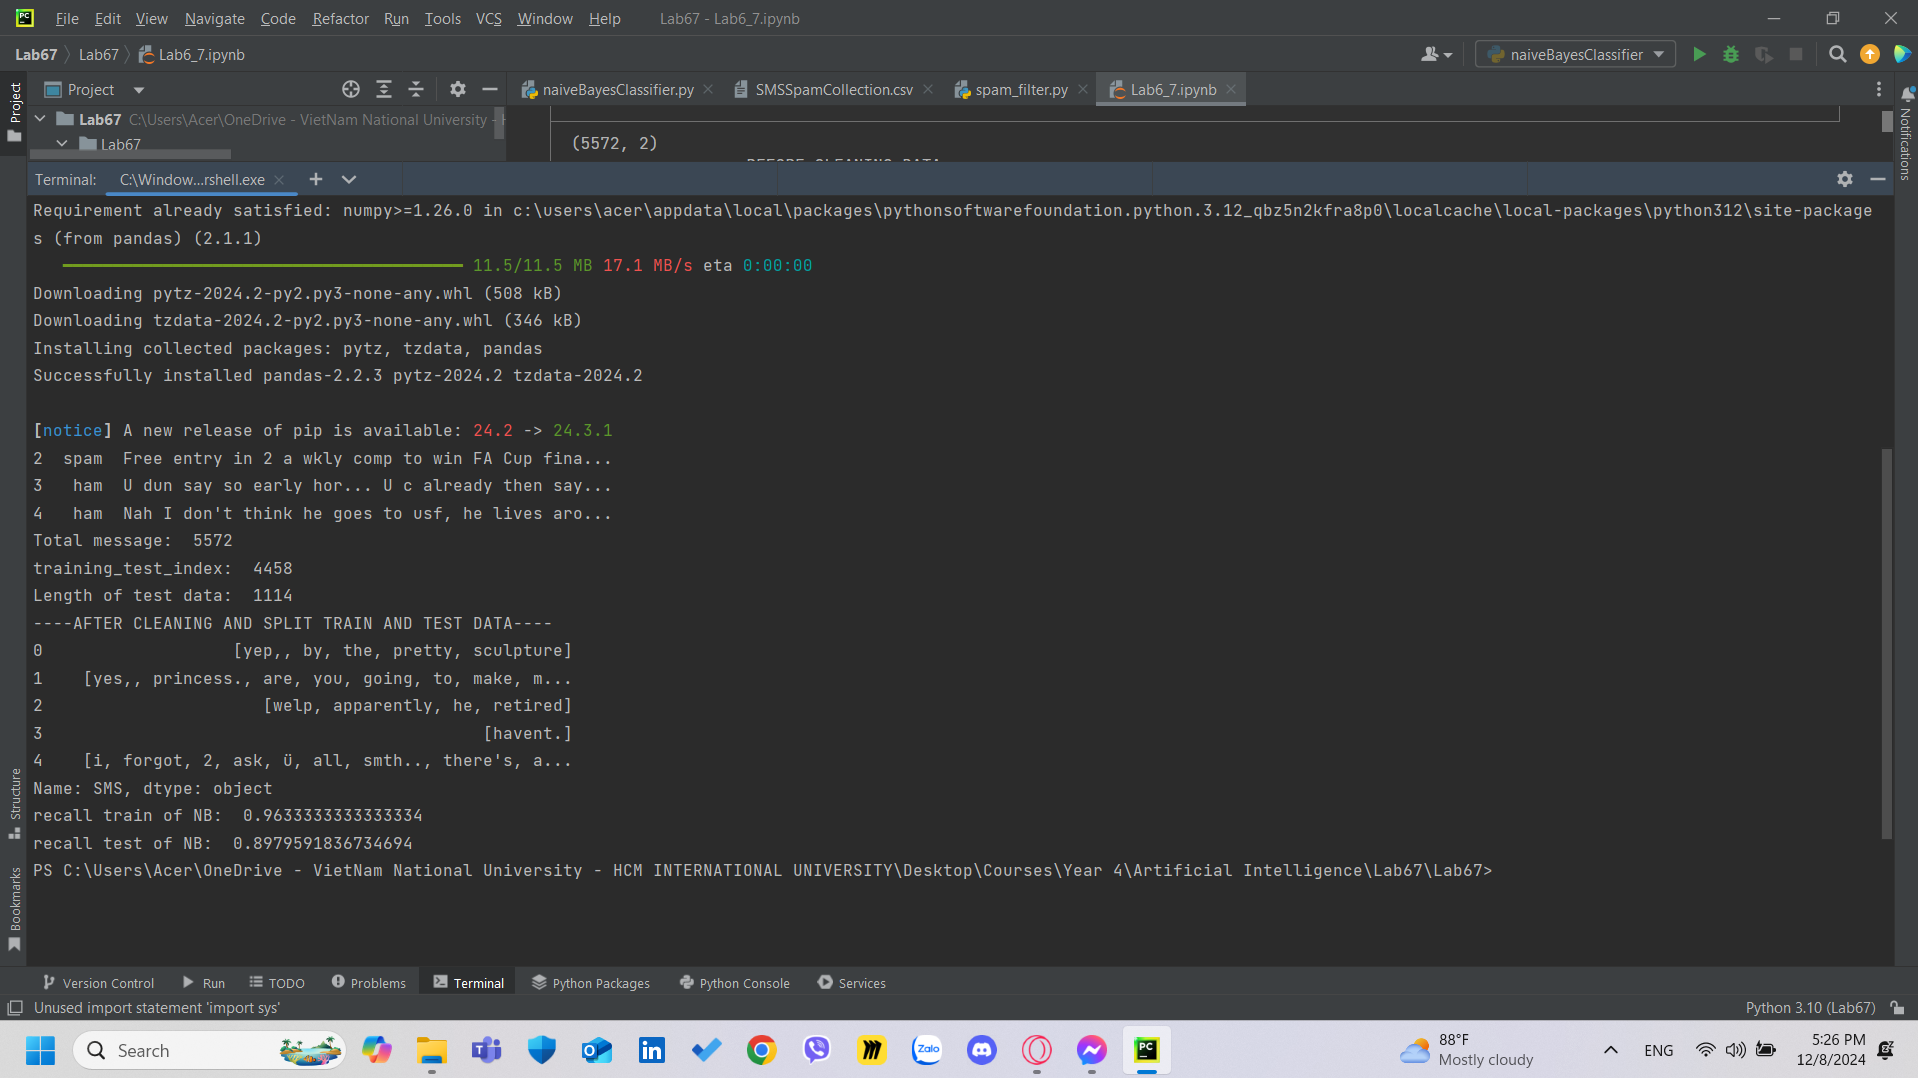 File Edit View Navigate Code Refactor Run Tools VCS Window Help Lab67 - Lab6_7.ipynb
Lab67 Lab67 Lab6_7.ipynb naiveBayesClassifier
Project Project naiveBayesClassifier.py SMSSpamCollection.csv spam_filter.py Lab6_7.ipynb
Lab67 C:\Users\Acer\OneDrive - VietNam National University -
(5572, 2)
Lab67
Notifications
Terminal: C:\Window...rshell.exe
Requirement already satisfied: numpy>=1.26.0 in c:\users\acer\appdata\local\packages\pythonsoftwarefoundation.python.3.12_qbz5n2kfra8p0\localcache\local-packages\python312\site-package
s (from pandas) (2.1.1)
11.5/11.5 MB 17.1 MB/s eta 0:00:00
Downloading pytz-2024.2-py2.py3-none-any.whl (508 kB)
Downloading tzdata-2024.2-py2.py3-none-any.whl (346 kB)
Installing collected packages: pytz, tzdata, pandas
Successfully installed pandas-2.2.3 pytz-2024.2 tzdata-2024.2
[notice] A new release of pip is available: 24.2 -> 24.3.1
2 spam Free entry in 2 a wkly comp to win FA Cup fina...
3 ham U dun say so early hor... U c already then say...
4 ham Nah I don't think he goes to usf, he lives aro...
Total message: 5572
training_test_index: 4458
Length of test data: 1114
----AFTER CLEANING AND SPLIT TRAIN AND TEST DATA----
0 [yep,, by, the, pretty, sculpture]
1 [yes,, princess., are, you, going, to, make, m...
2 [welp, apparently, he, retired]
3 [havent.]
4 [i, forgot, 2, ask, ü, all, smth.., there's, a...
Name: SMS, dtype: object
recall train of NB: 0.9633333333333334
recall test of NB: 0.8979591836734694
PS C:\Users\Acer\OneDrive - VietNam National University - HCM INTERNATIONAL UNIVERSITY\Desktop\Courses\Year 4\Artificial Intelligence\Lab67\Lab67>
Structure
Bookmarks
Version Control Run TODO Problems Terminal Python Packages Python Console Services
Unused import statement 'import sys' Python 3.10 (Lab67)
Search
Zalo
PC
88°F
Mostly cloudy
ENG
5:26 PM
12/8/2024